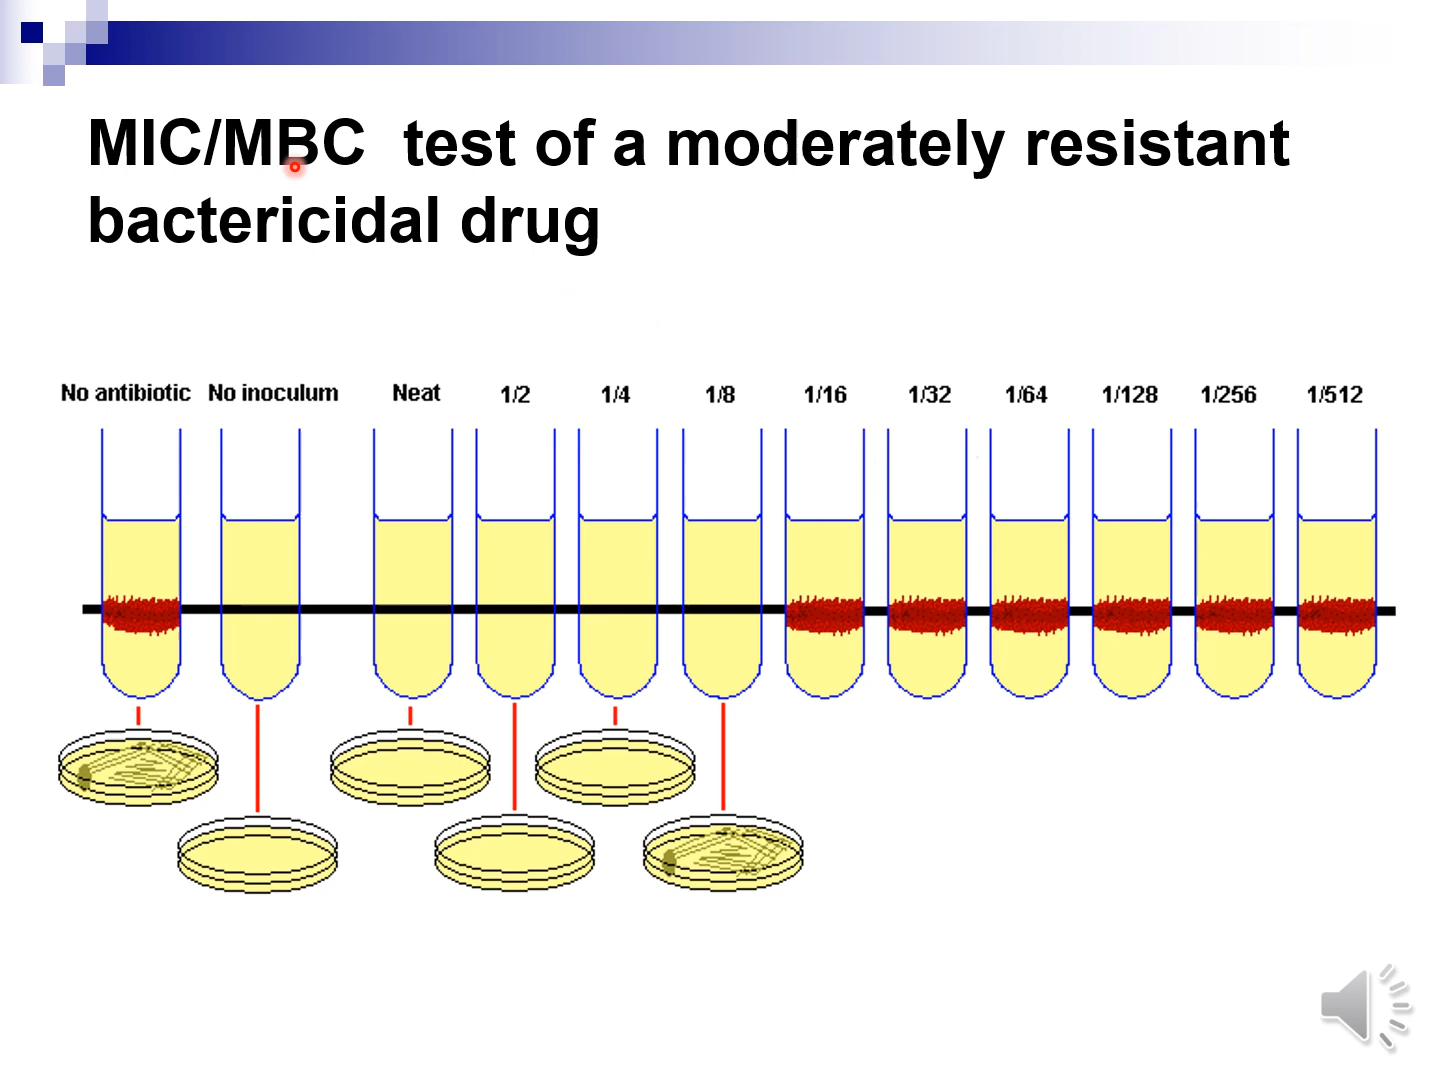 MIC/MBC test of a moderately resistant
bactericidal drug
No antibiotic No inoculum Neat 1/2 1/4 1/8 1/16 1/32 1/64 1/128 1/256 1/512